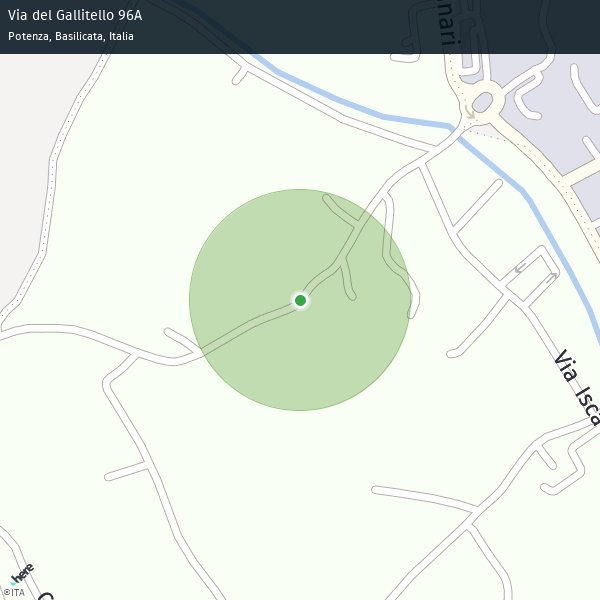 Via del Gallitello 96A
Potenza, Basilicata, Italia
nari
Via Isca
C
here
©ITA